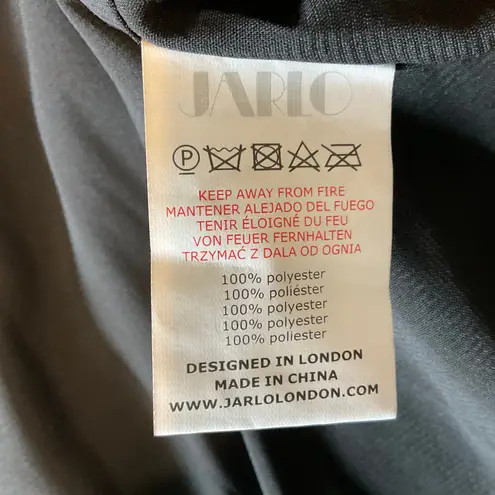 JARLO
P
KEEP AWAY FROM FIRE
MANTENER ALEJADO DEL FUEGO
TENIR ÉLOIGNÉ DU FEU
VON FEUER FERNHALTEN
TRZYMAĆ Z DALA OD OGNIA
100% polyester
100% poliéster
100% polyester
100% polyester
100% poliester
DESIGNED IN LONDON
MADE IN CHINA
WWW.JARLOLONDON.COM